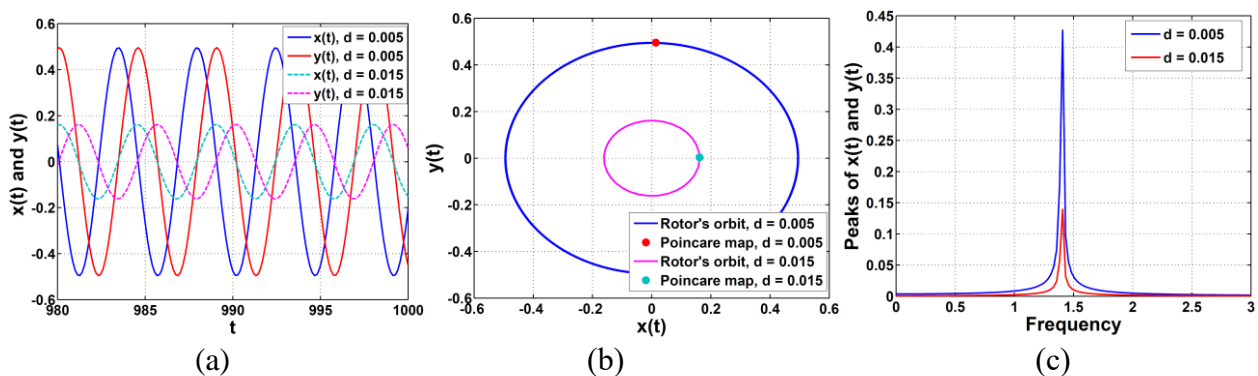 x(t) and y(t)
0.6
0.4
0.2
0
-0.2
-0.4
-0.6
980
985
990
995
1000
t
x(t), d = 0.005
y(t), d = 0.005
x(t), d = 0.015
y(t), d = 0.015
(a)
y(t)
0.6
0.4
0.2
0
-0.2
-0.4
-0.6
-0.6
-0.4
-0.2
0
0.2
0.4
0.6
x(t)
Rotor's orbit, d = 0.005
Poincare map, d = 0.005
Rotor's orbit, d = 0.015
Poincare map, d = 0.015
(b)
Peaks of x(t) and y(t)
0.45
0.4
0.35
0.3
0.25
0.2
0.15
0.1
0.05
0
0
0.5
1
1.5
2
2.5
3
Frequency
d = 0.005
d = 0.015
(c)